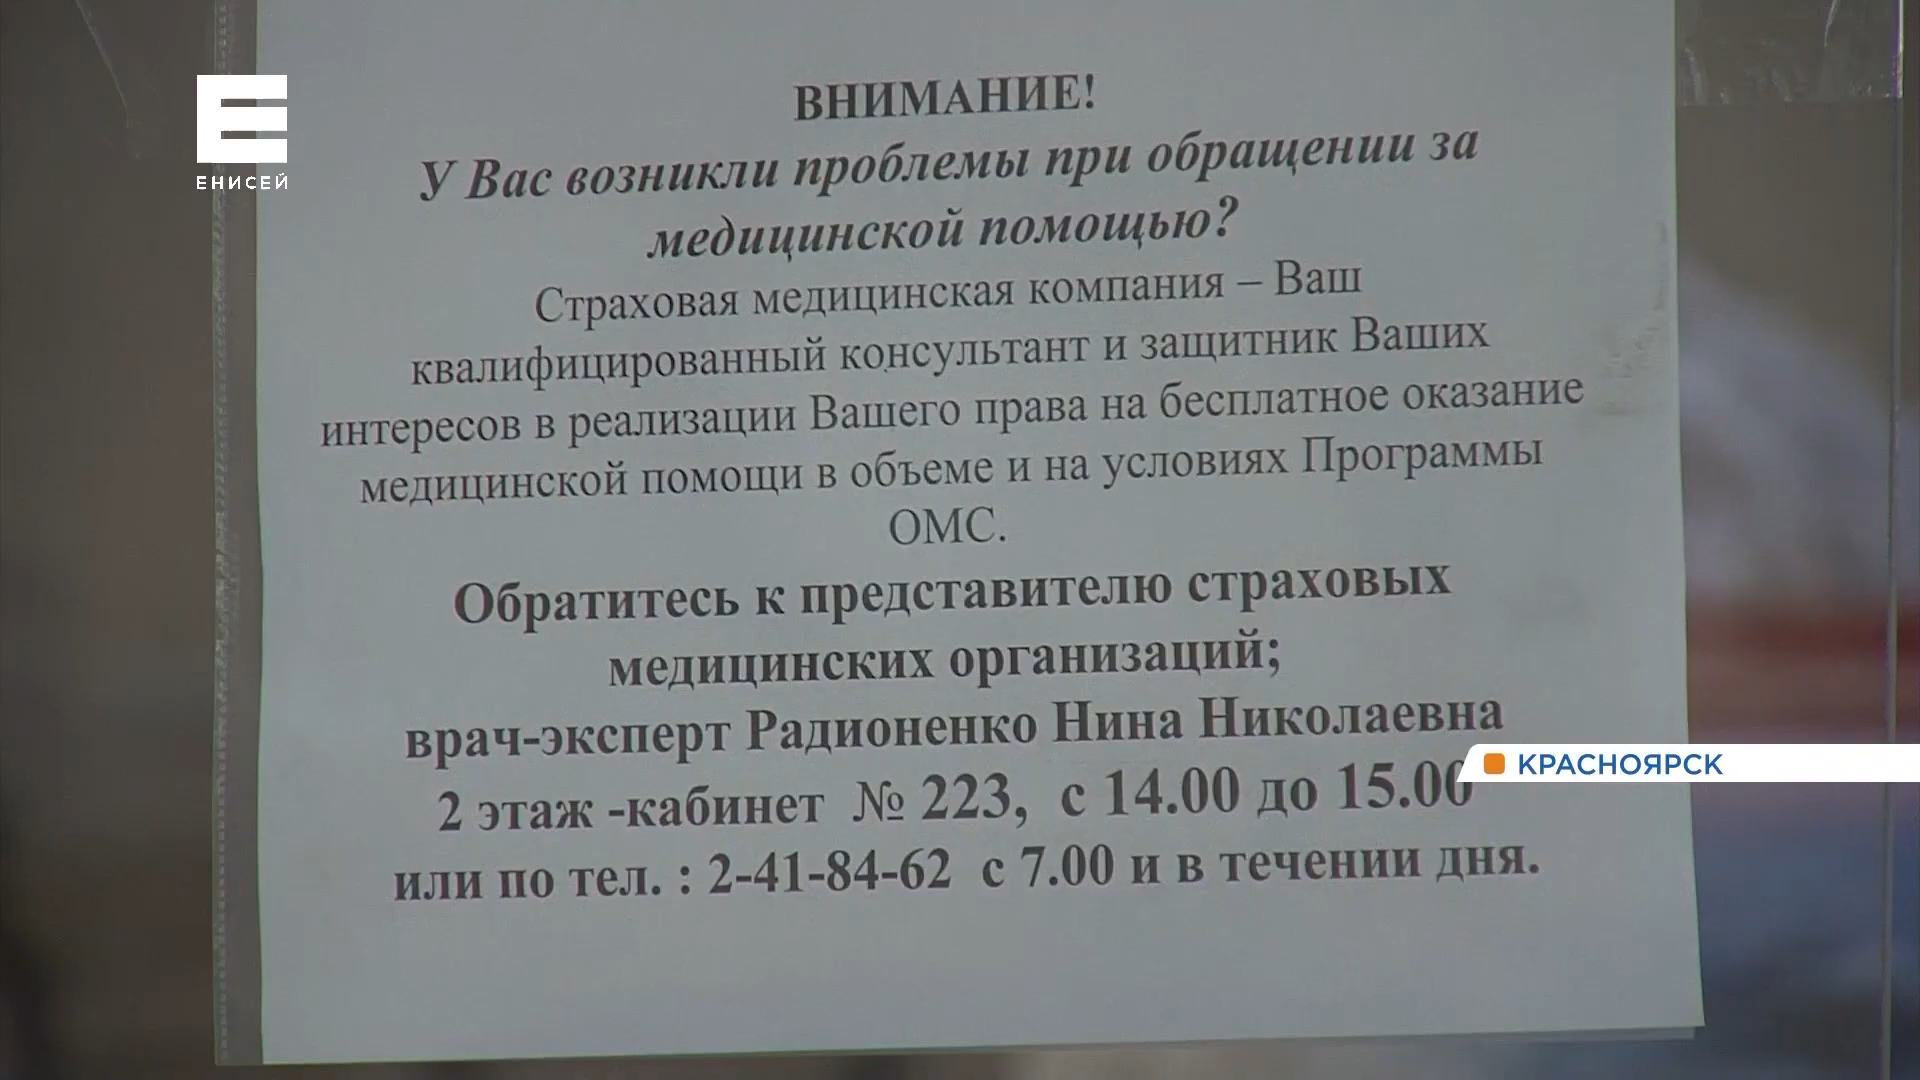 ВНИМАНИЕ!
У Вас возникли проблемы при обращении за
медицинской помощью?
Страховая медицинская компания – Ваш
квалифицированный консультант и защитник Ваших
интересов в реализации Вашего права на бесплатное оказание
медицинской помощи в объеме и на условиях Программы
ОМС.
Обратитесь к представителю страховых
медицинских организаций;
врач-эксперт Радионенко Нина Николаевна
2 этаж -кабинет № 223, с 14.00 до 15.00
или по тел. : 2-41-84-62 с 7.00 и в течении дня.
ЕНИСЕЙ
КРАСНОЯРСК